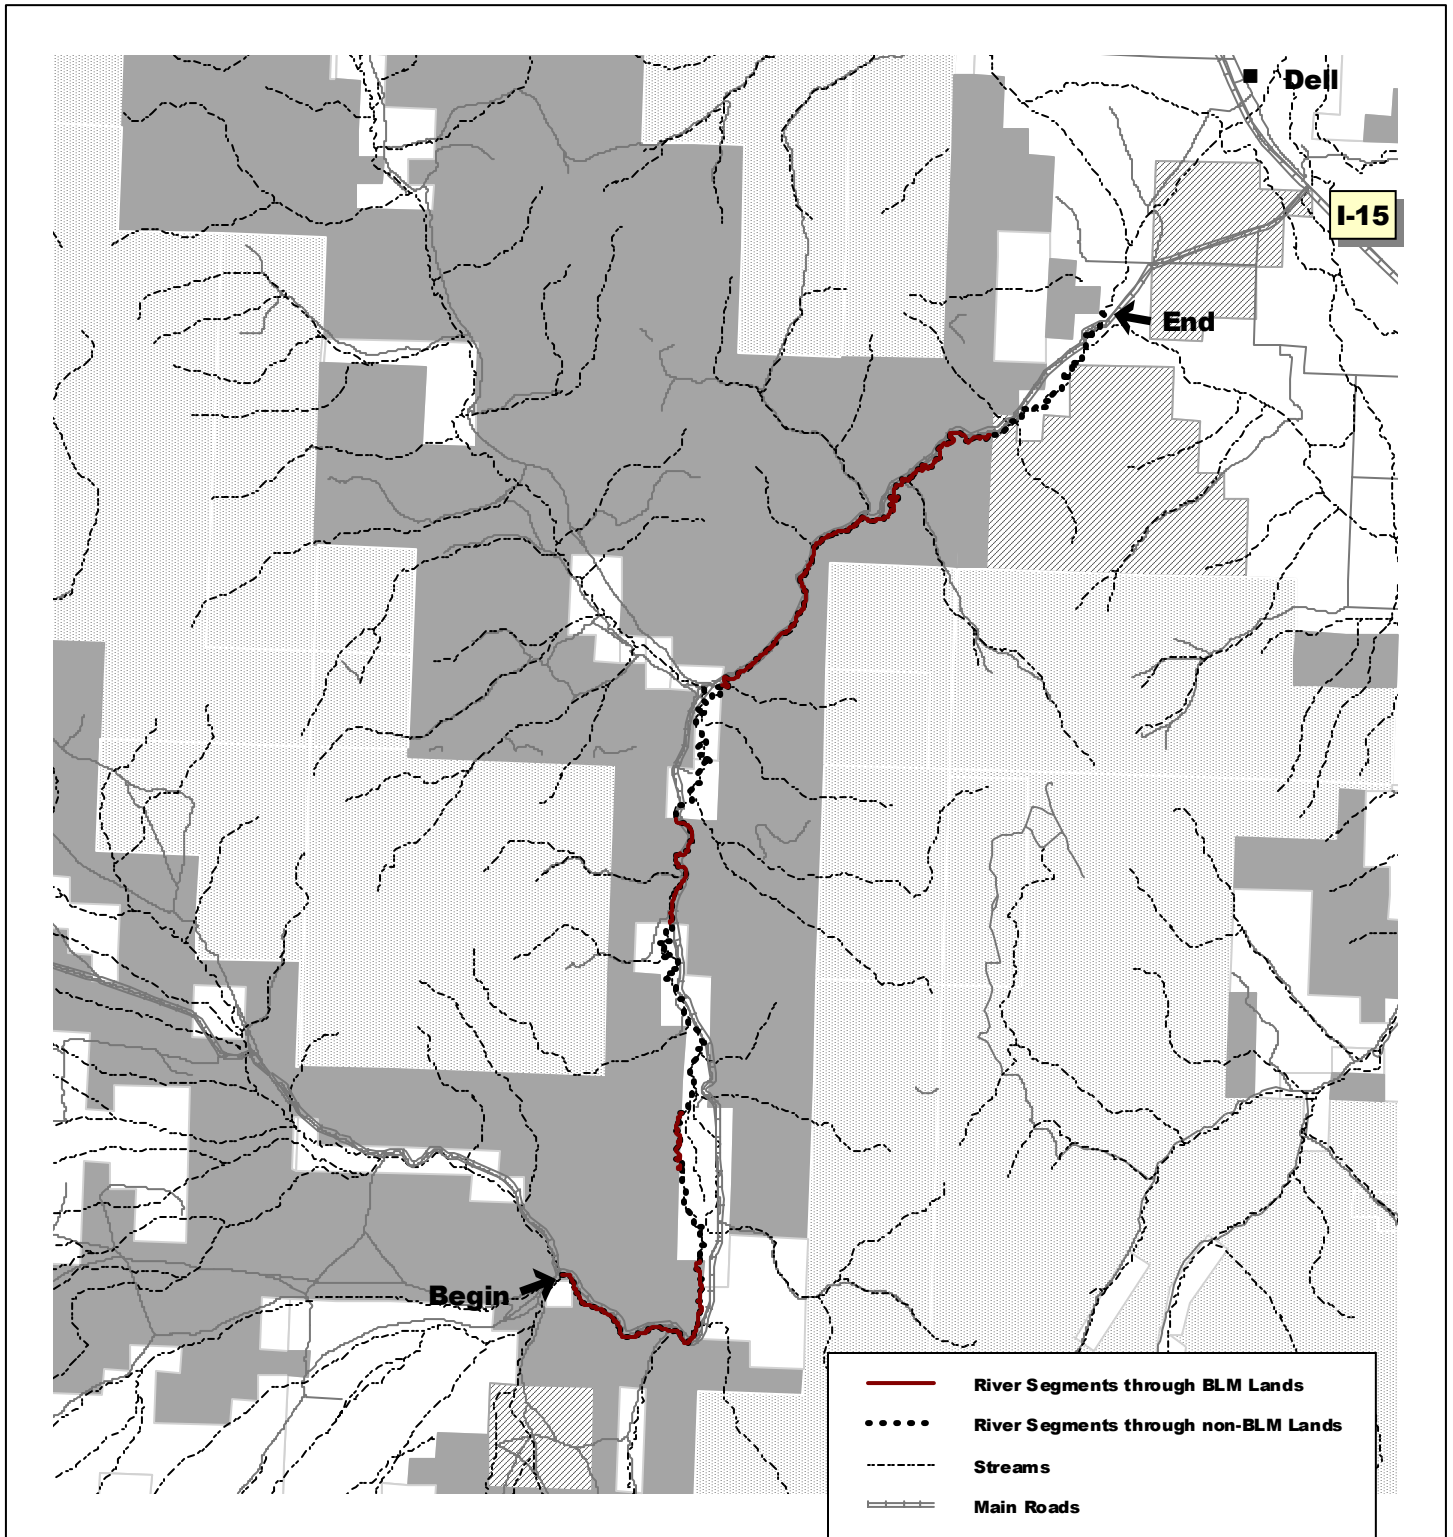 Dell
I-15
End
Begin
River Segments through BLM Lands
River Segments through non-BLM Lands
Streams
Main Roads